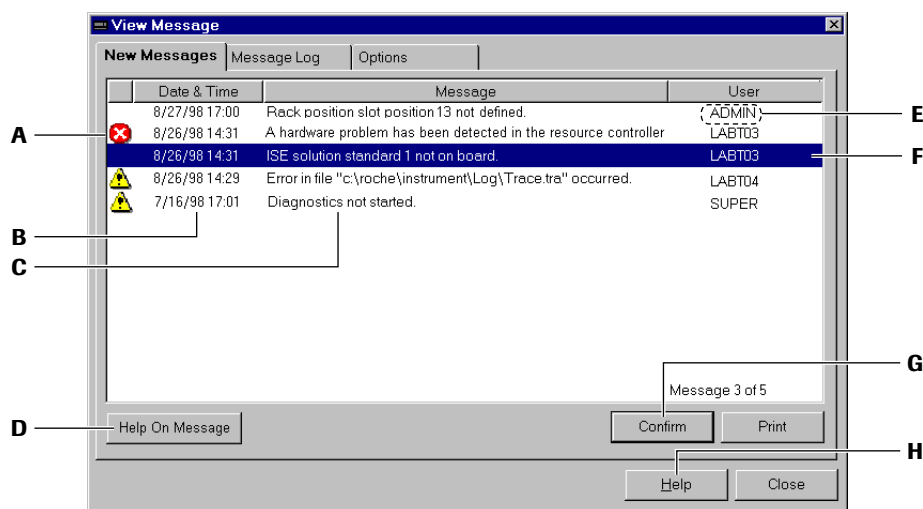 View Message
New Messages Message Log Options
Date & Time Message User
8/27/98 17:00 Rack position slot position 13 not defined. ADMIN E
A 8/26/98 14:31 A hardware problem has been detected in the resource controller LABT03
8/26/98 14:31 ISE solution standard 1 not on board. LABT03 F
8/26/98 14:29 Error in file "c:\roche\instrument\Log\Trace.tra" occurred. LABT04
7/16/98 17:01 Diagnostics not started. SUPER
B
C
G
Message 3 of 5
D Help On Message Confirm Print
H
Help Close